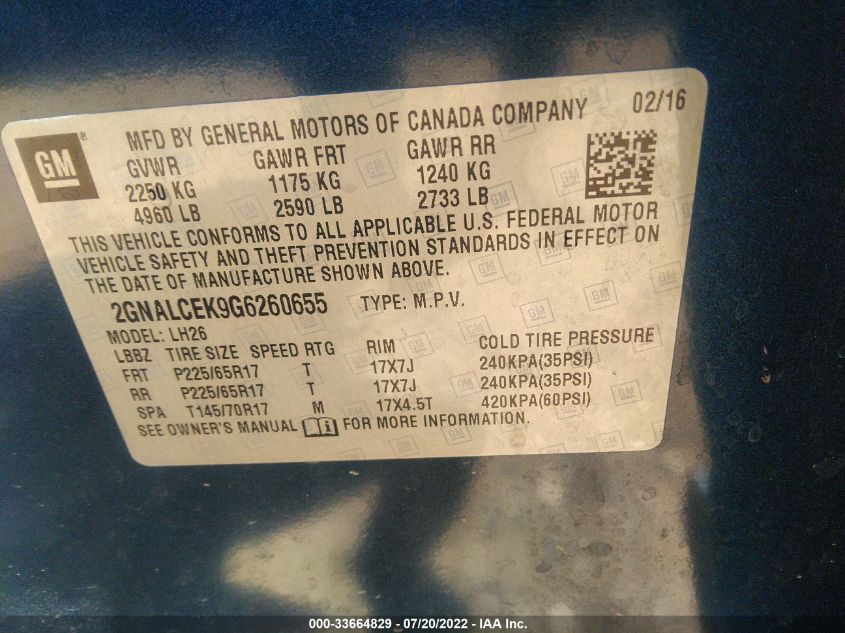 GM ®
MFD BY GENERAL MOTORS OF CANADA COMPANY 02/16
GVWR GAWR FRT GAWR RR
2250 KG 1175 KG 1240 KG
4960 LB 2590 LB 2733 LB
THIS VEHICLE CONFORMS TO ALL APPLICABLE U.S. FEDERAL MOTOR
VEHICLE SAFETY AND THEFT PREVENTION STANDARDS IN EFFECT ON
THE DATE OF MANUFACTURE SHOWN ABOVE.
2GNALCEK9G6260655 TYPE: M.P.V.
MODEL: LH26
LBBZ TIRE SIZE SPEED RTG RIM COLD TIRE PRESSURE
FRT P225/65R17 T 17X7J 240KPA(35PSI)
RR P225/65R17 T 17X7J 240KPA(35PSI)
SPA T145/70R17 M 17X4.5T 420KPA(60PSI)
SEE OWNER'S MANUAL i FOR MORE INFORMATION.
000-33664829 / 07/20/2022 - IAA Inc.